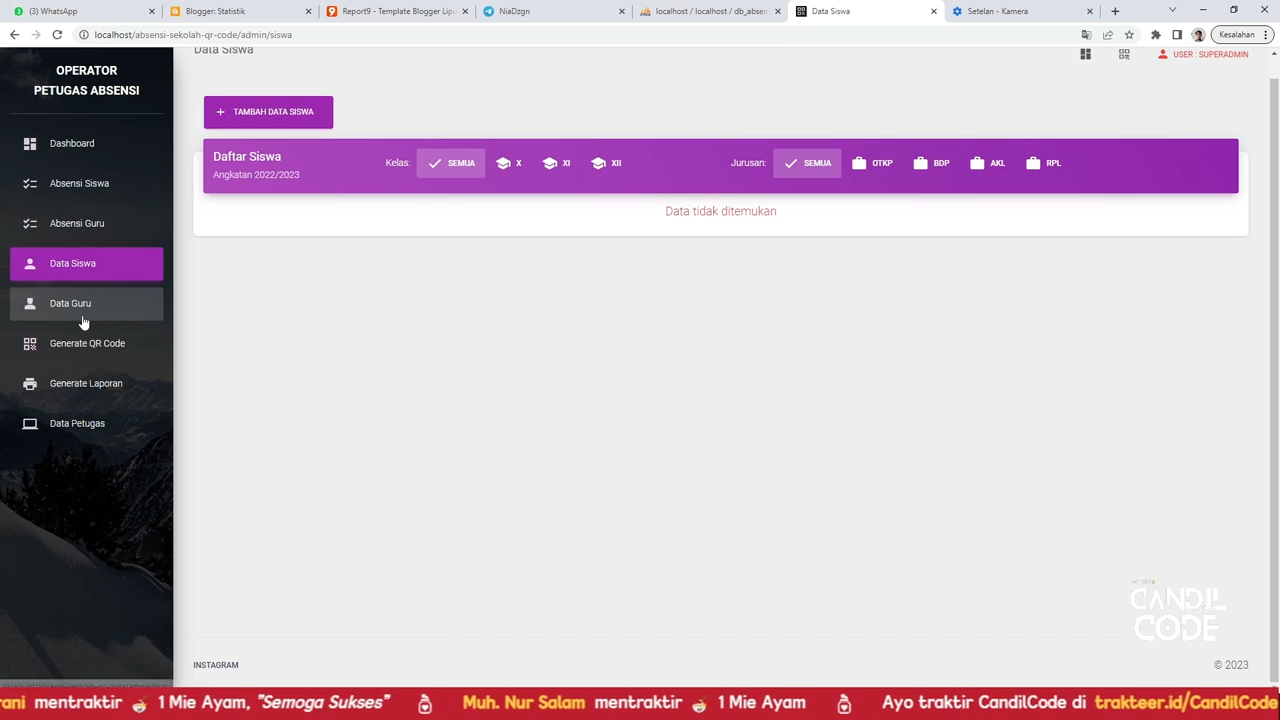 (3) WhatsApp
Blogger: Statistik
Report9 - Template Blogger Lip
NiaDzgn
localhost / localhost / db_absen
Data Siswa
Setelan - Kamera
localhost/absensi-sekolah-qr-code/admin/siswa
Kesalahan
OPERATOR
PETUGAS ABSENSI
Dashboard
Absensi Siswa
Absensi Guru
Data Siswa
Data Guru
Generate QR Code
Generate Laporan
Data Petugas
Data Siswa
USER : SUPERADMIN
+ TAMBAH DATA SISWA
Daftar Siswa
Angkatan 2022/2023
Kelas: SEMUA X XI XII
Jurusan: SEMUA OTKP BDP AKL RPL
Data tidak ditemukan
CANDIL
CODE
INSTAGRAM
© 2023
rani mentraktir 1 Mie Ayam, "Semoga Sukses" Muh. Nur Salam mentraktir 1 Mie Ayam Ayo traktir CandilCode di trakteer.id/CandilCode